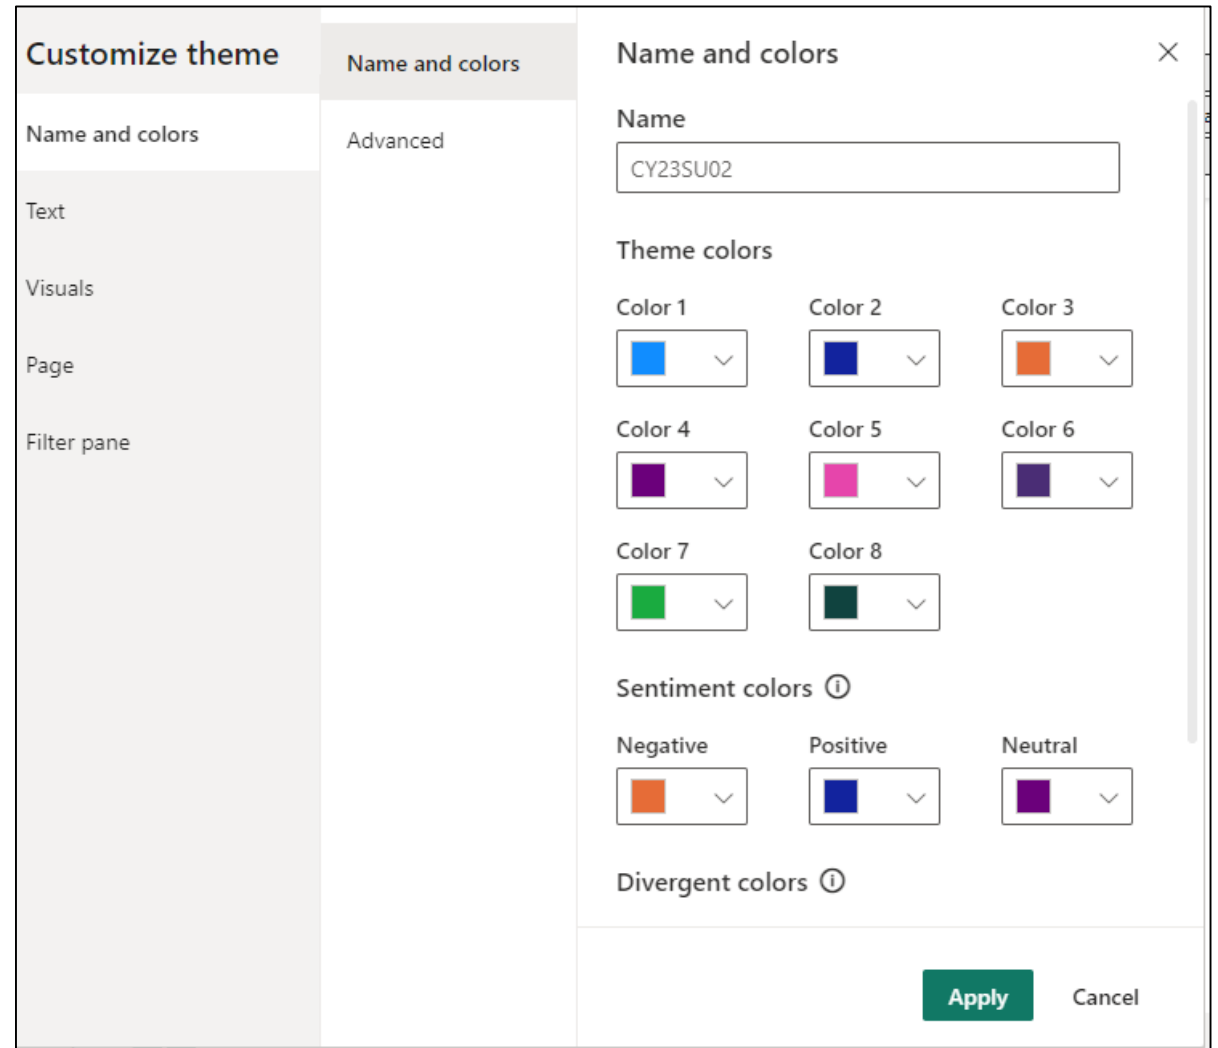 Customize theme
Name and colors
Text
Visuals
Page
Filter pane
Name and colors
Advanced
Name and colors
Name
CY23SU02
Theme colors
Color 1 Color 2 Color 3
Color 4 Color 5 Color 6
Color 7 Color 8
Sentiment colors
Negative Positive Neutral
Divergent colors
Apply Cancel